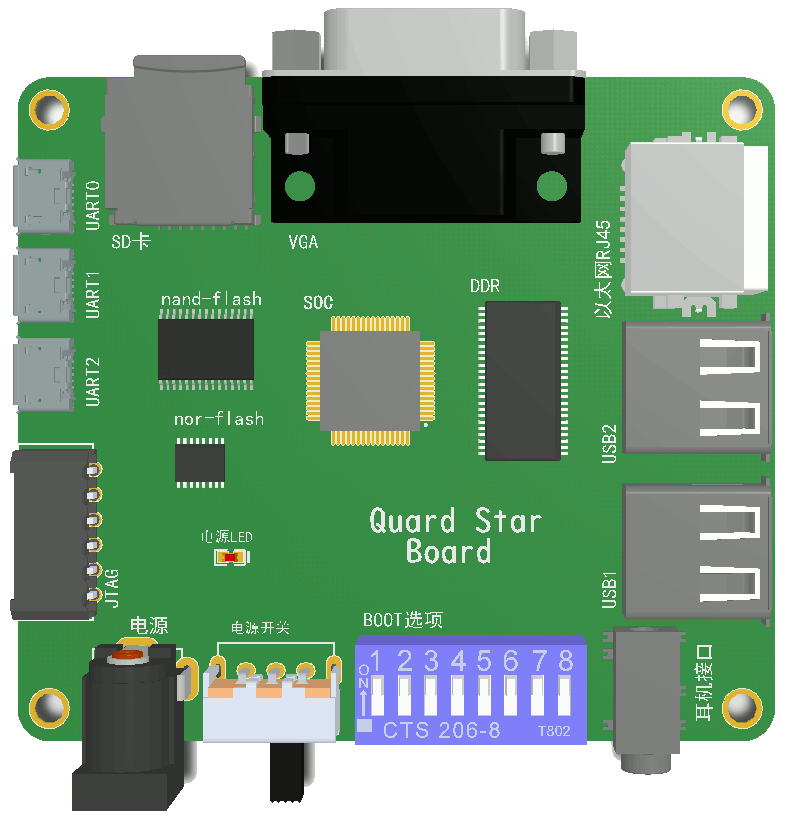 UART0
SD卡
VGA
以太网RJ45
UART1
nand-flash
SOC
DDR
UART2
nor-flash
USB2
电源LED
Quard Star
Board
JTAG
USB1
电源
电源开关
BOOT选项
耳机接口
1 2 3 4 5 6 7 8
ON
CTS 206-8
T802